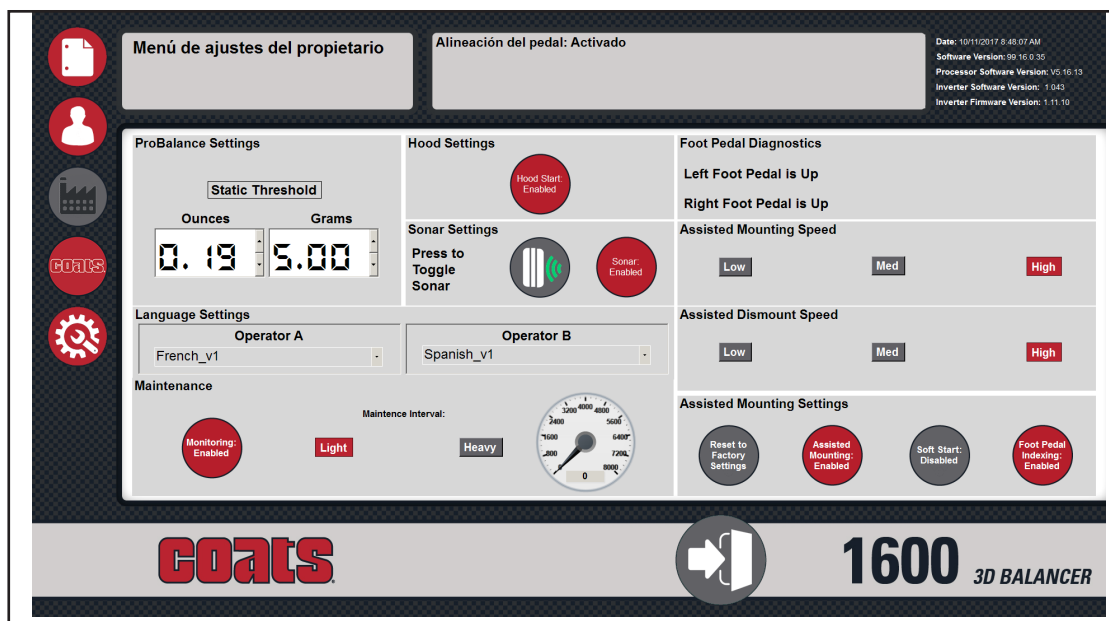 Menú de ajustes del propietario
Alineación del pedal: Activado
Date: 10/11/2017 8:48:07 AM
Software Version: 99.16.0.35
Processor Software Version: V5.16.13
Inverter Software Version: 1.043
Inverter Firmware Version: 1.11.10
coats
ProBalance Settings
Static Threshold
Ounces
Grams
0.19
5.00
Hood Settings
Hood Start:
Enabled
Sonar Settings
Press to
Toggle
Sonar
Sonar:
Enabled
Foot Pedal Diagnostics
Left Foot Pedal is Up
Right Foot Pedal is Up
Assisted Mounting Speed
Low
Med
High
Language Settings
Operator A
French_v1
Operator B
Spanish_v1
Assisted Dismount Speed
Low
Med
High
Maintenance
Monitoring:
Enabled
Maintence Interval:
Light
Heavy
0
800
1600
2400
3200
4000
4800
5600
6400
7200
8000
0
Assisted Mounting Settings
Reset to
Factory
Settings
Assisted
Mounting:
Enabled
Soft Start:
Disabled
Foot Pedal
Indexing:
Enabled
coats
1600 3D BALANCER